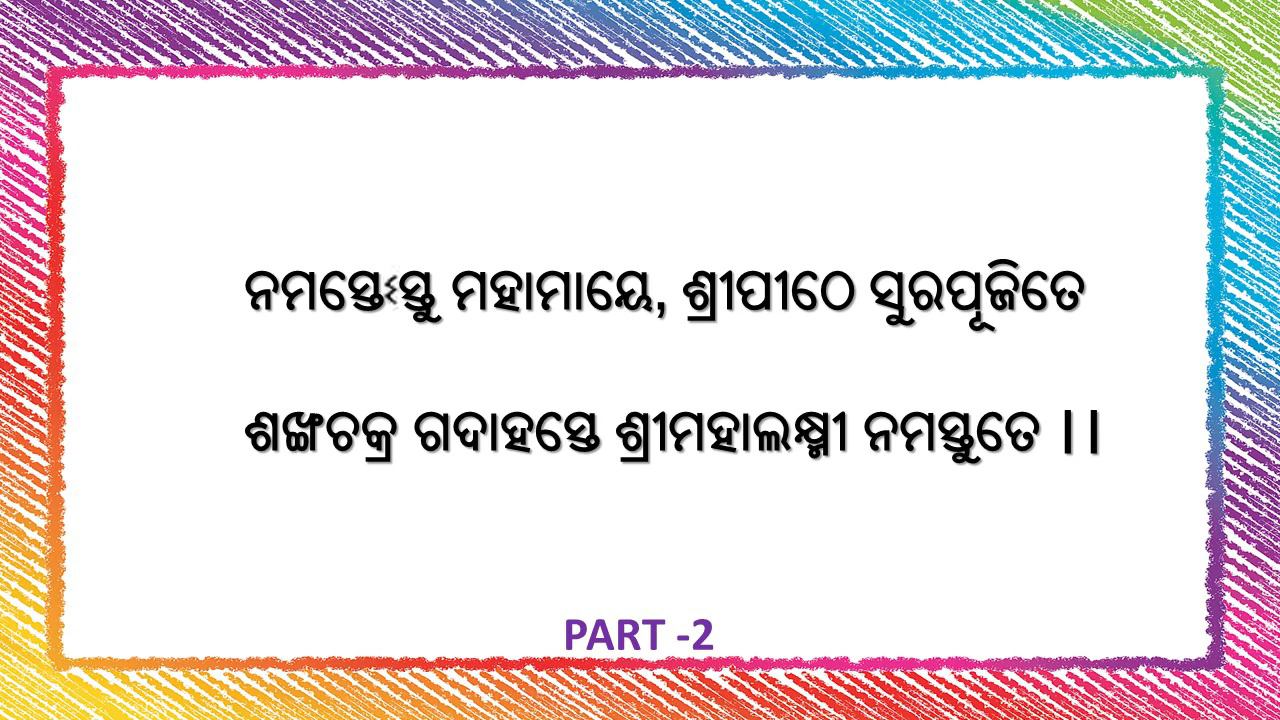 ନମସ୍ତେଽସ୍ତୁ ମହାମାୟେ, ଶ୍ରୀପୀଠେ ସୁରପୂଜିତେ
ଶଙ୍ଖଚକ୍ର ଗଦାହସ୍ତେ ଶ୍ରୀମହାଲକ୍ଷ୍ମୀ ନମସ୍ତୁତେ ।।
PART -2